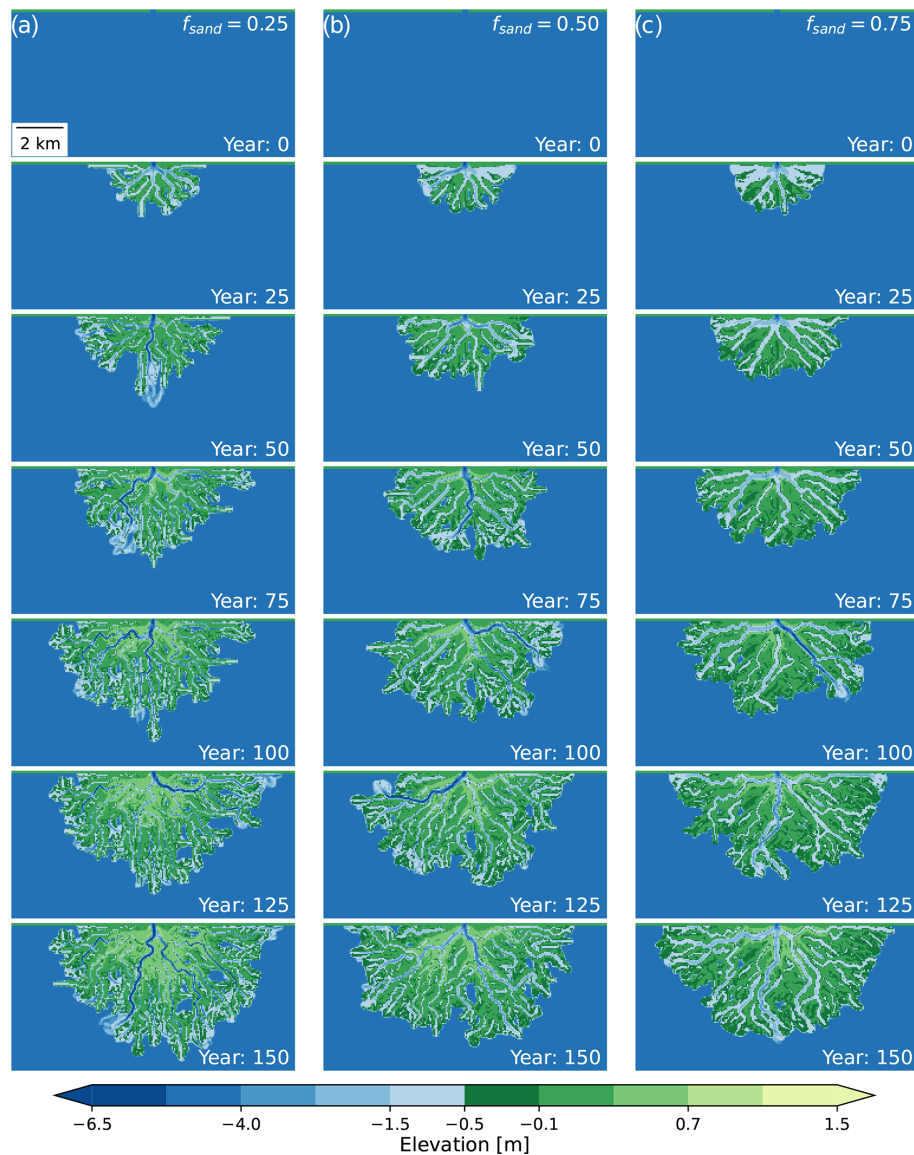 (a) f_sand = 0.25 (b) f_sand = 0.50 (c) f_sand = 0.75
2 km Year: 0 Year: 0 Year: 0
Year: 25 Year: 25 Year: 25
Year: 50 Year: 50 Year: 50
Year: 75 Year: 75 Year: 75
Year: 100 Year: 100 Year: 100
Year: 125 Year: 125 Year: 125
Year: 150 Year: 150 Year: 150
−6.5 −4.0 −1.5 −0.5 −0.1 0.7 1.5
Elevation [m]